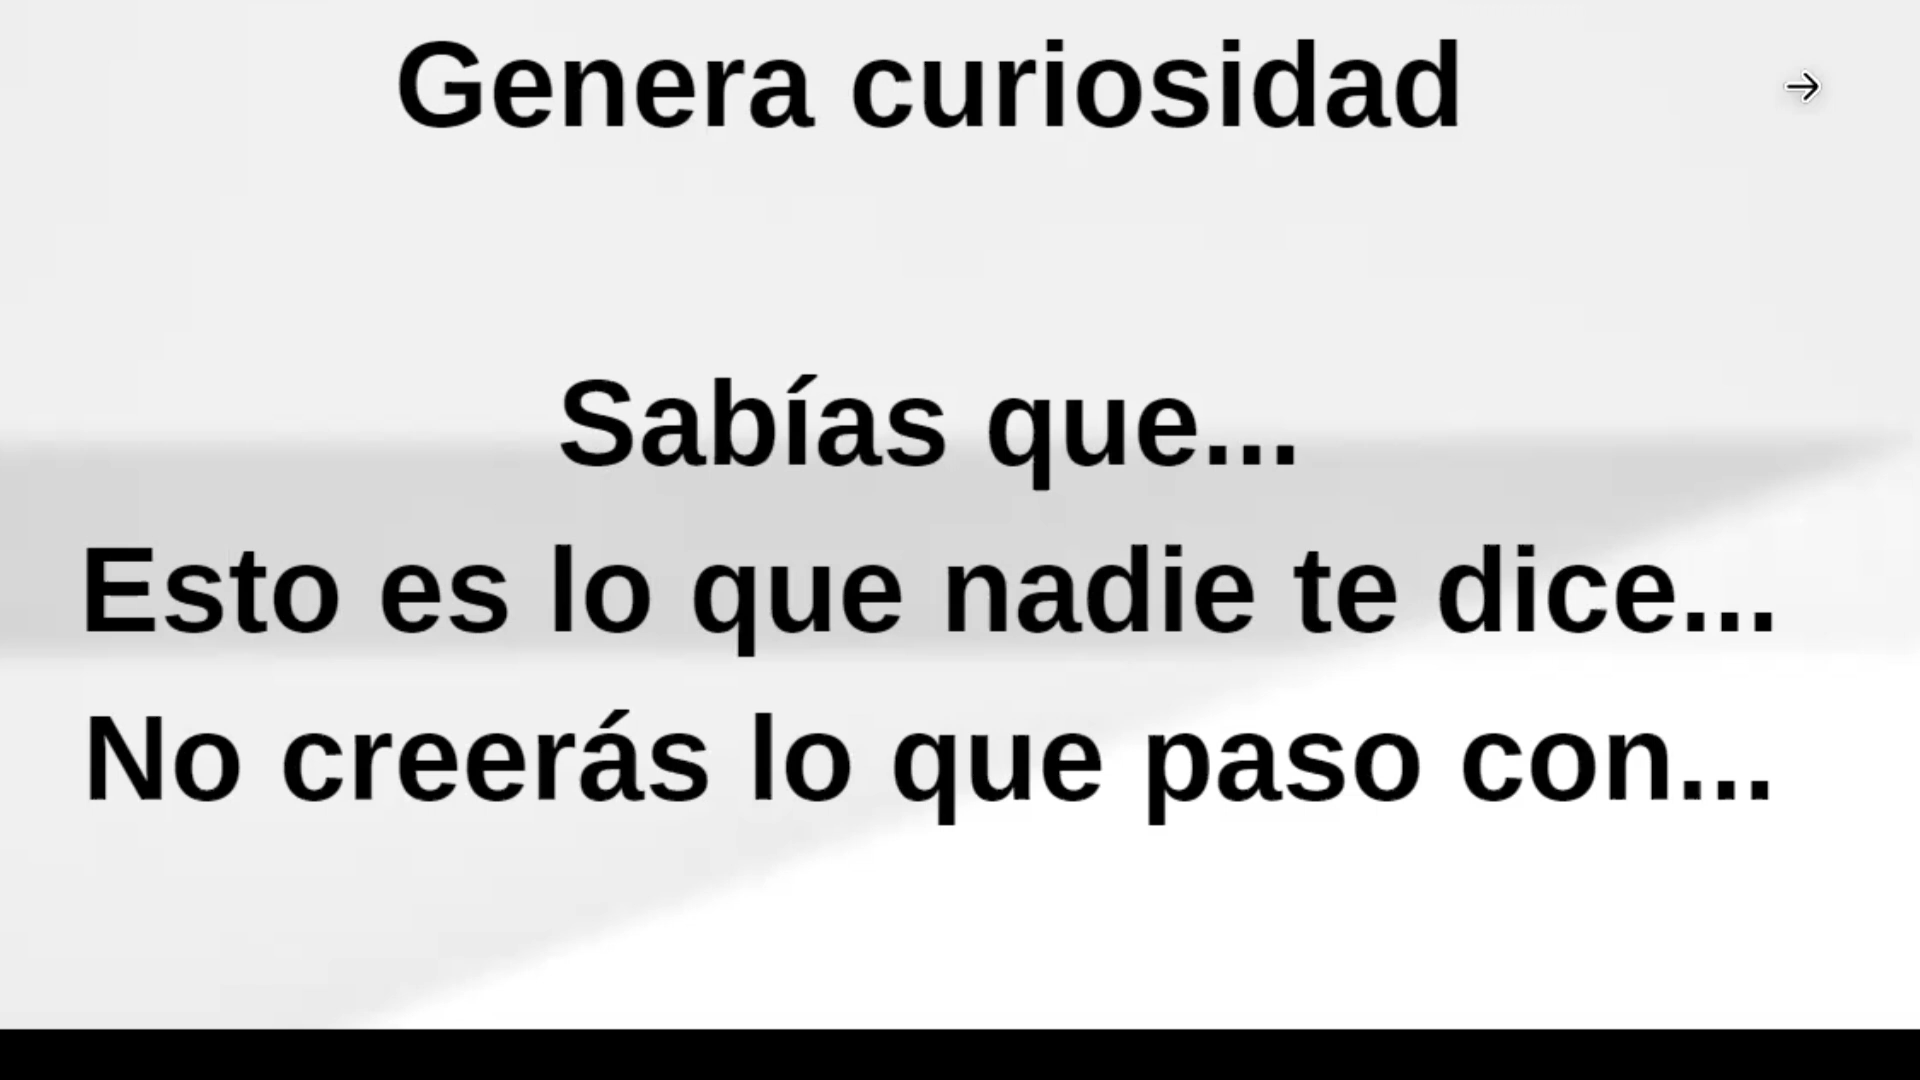 Genera curiosidad
Sabías que...
Esto es lo que nadie te dice...
No creerás lo que paso con...